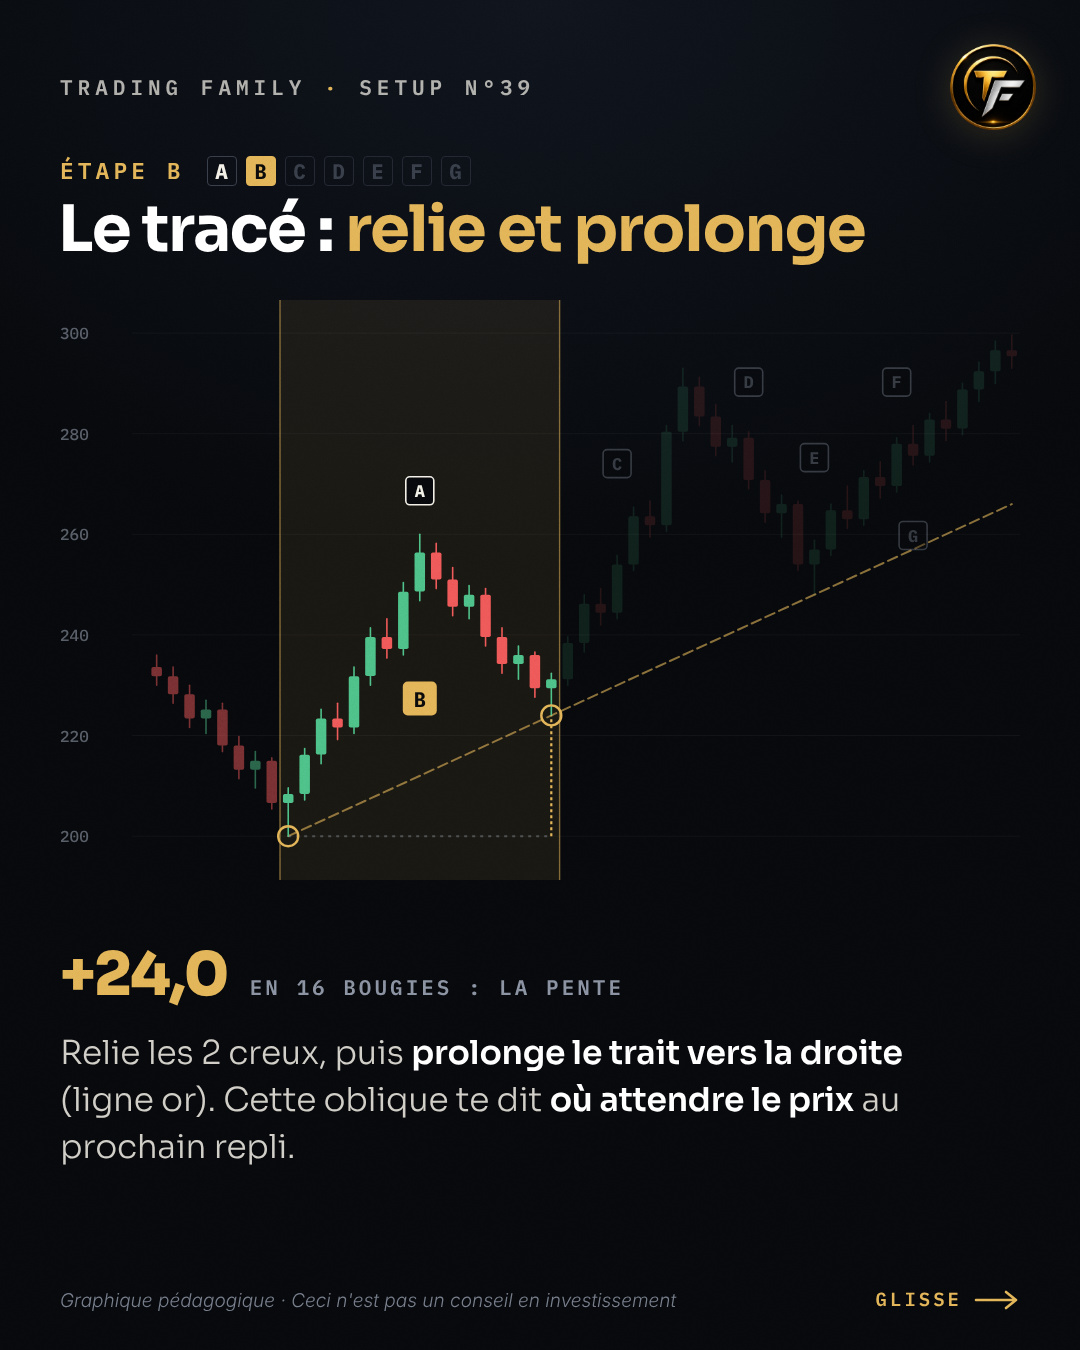 TRADING FAMILY · SETUP N°39
TF
ÉTAPE B A B C D E F G
Le tracé : relie et prolonge
300
280
260
240
220
200
A
B
C
D
E
F
G
+24,0 EN 16 BOUGIES : LA PENTE
Relie les 2 creux, puis prolonge le trait vers la droite
(ligne or). Cette oblique te dit où attendre le prix au
prochain repli.
Graphique pédagogique · Ceci n'est pas un conseil en investissement
GLISSE